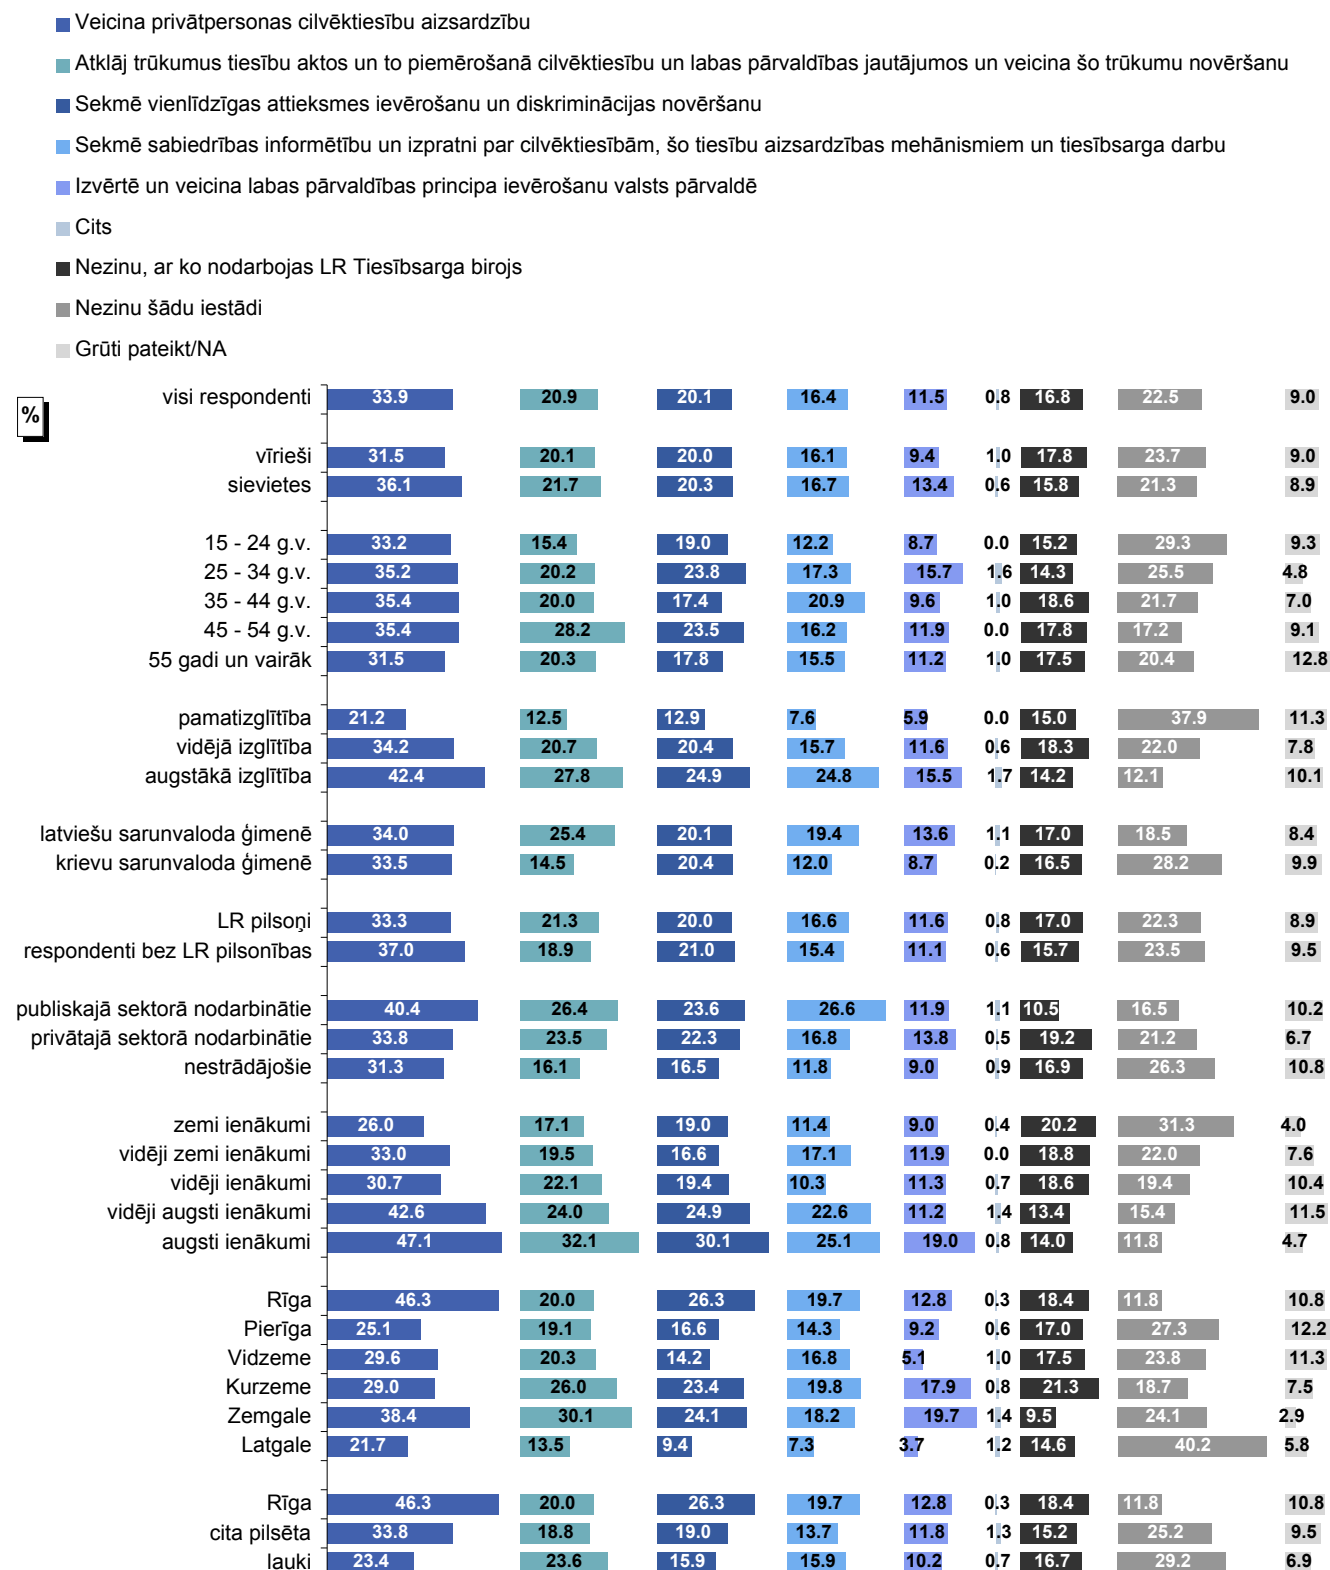 Veicina privātpersonas cilvēktiesību aizsardzību
Atklāj trūkumus tiesību aktos un to piemērošanā cilvēktiesību un labas pārvaldības jautājumos un veicina šo trūkumu novēršanu
Sekmē vienlīdzīgas attieksmes ievērošanu un diskriminācijas novēršanu
Sekmē sabiedrības informētību un izpratni par cilvēktiesībām, šo tiesību aizsardzības mehānismiem un tiesībsarga darbu
Izvērtē un veicina labas pārvaldības principa ievērošanu valsts pārvaldē
Cits
Nezinu, ar ko nodarbojas LR Tiesībsarga birojs
Nezinu šādu iestādi
Grūti pateikt/NA
%
visi respondenti 33.9 20.9 20.1 16.4 11.5 0.8 16.8 22.5 9.0
vīrieši 31.5 20.1 20.0 16.1 9.4 1.0 17.8 23.7 9.0
sievietes 36.1 21.7 20.3 16.7 13.4 0.6 15.8 21.3 8.9
15 - 24 g.v. 33.2 15.4 19.0 12.2 8.7 0.0 15.2 29.3 9.3
25 - 34 g.v. 35.2 20.2 23.8 17.3 15.7 1.6 14.3 25.5 4.8
35 - 44 g.v. 35.4 20.0 17.4 20.9 9.6 1.0 18.6 21.7 7.0
45 - 54 g.v. 35.4 28.2 23.5 16.2 11.9 0.0 17.8 17.2 9.1
55 gadi un vairāk 31.5 20.3 17.8 15.5 11.2 1.0 17.5 20.4 12.8
pamatizglītība 21.2 12.5 12.9 7.6 5.9 0.0 15.0 37.9 11.3
vidējā izglītība 34.2 20.7 20.4 15.7 11.6 0.6 18.3 22.0 7.8
augstākā izglītība 42.4 27.8 24.9 24.8 15.5 1.7 14.2 12.1 10.1
latviešu sarunvaloda ģimenē 34.0 25.4 20.1 19.4 13.6 1.1 17.0 18.5 8.4
krievu sarunvaloda ģimenē 33.5 14.5 20.4 12.0 8.7 0.2 16.5 28.2 9.9
LR pilsoņi 33.3 21.3 20.0 16.6 11.6 0.8 17.0 22.3 8.9
respondenti bez LR pilsonības 37.0 18.9 21.0 15.4 11.1 0.6 15.7 23.5 9.5
publiskajā sektorā nodarbinātie 40.4 26.4 23.6 26.6 11.9 1.1 10.5 16.5 10.2
privātajā sektorā nodarbinātie 33.8 23.5 22.3 16.8 13.8 0.5 19.2 21.2 6.7
nestrādājošie 31.3 16.1 16.5 11.8 9.0 0.9 16.9 26.3 10.8
zemi ienākumi 26.0 17.1 19.0 11.4 9.0 0.4 20.2 31.3 4.0
vidēji zemi ienākumi 33.0 19.5 16.6 17.1 11.9 0.0 18.8 22.0 7.6
vidēji ienākumi 30.7 22.1 19.4 10.3 11.3 0.7 18.6 19.4 10.4
vidēji augsti ienākumi 42.6 24.0 24.9 22.6 11.2 1.4 13.4 15.4 11.5
augsti ienākumi 47.1 32.1 30.1 25.1 19.0 0.8 14.0 11.8 4.7
Rīga 46.3 20.0 26.3 19.7 12.8 0.3 18.4 11.8 10.8
Pierīga 25.1 19.1 16.6 14.3 9.2 0.6 17.0 27.3 12.2
Vidzeme 29.6 20.3 14.2 16.8 5.1 1.0 17.5 23.8 11.3
Kurzeme 29.0 26.0 23.4 19.8 17.9 0.8 21.3 18.7 7.5
Zemgale 38.4 30.1 24.1 18.2 19.7 1.4 9.5 24.1 2.9
Latgale 21.7 13.5 9.4 7.3 3.7 1.2 14.6 40.2 5.8
Rīga 46.3 20.0 26.3 19.7 12.8 0.3 18.4 11.8 10.8
cita pilsēta 33.8 18.8 19.0 13.7 11.8 1.3 15.2 25.2 9.5
lauki 23.4 23.6 15.9 15.9 10.2 0.7 16.7 29.2 6.9